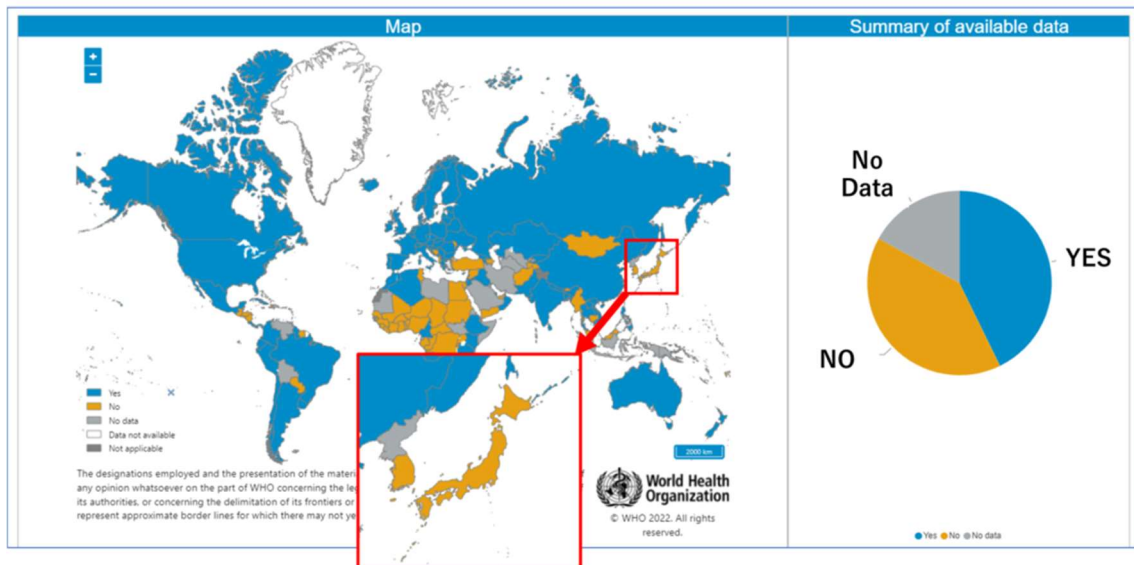 Map
Summary of available data
+
−
No
Data
YES
NO
Yes
No
No data
Data not available
Not applicable
2000 km
The designations employed and the presentation of the materi
any opinion whatsoever on the part of WHO concerning the le
its authorities, or concerning the delimitation of its frontiers or
represent approximate border lines for which there may not ye
World Health
Organization
© WHO 2022. All rights
reserved.
Yes No No data